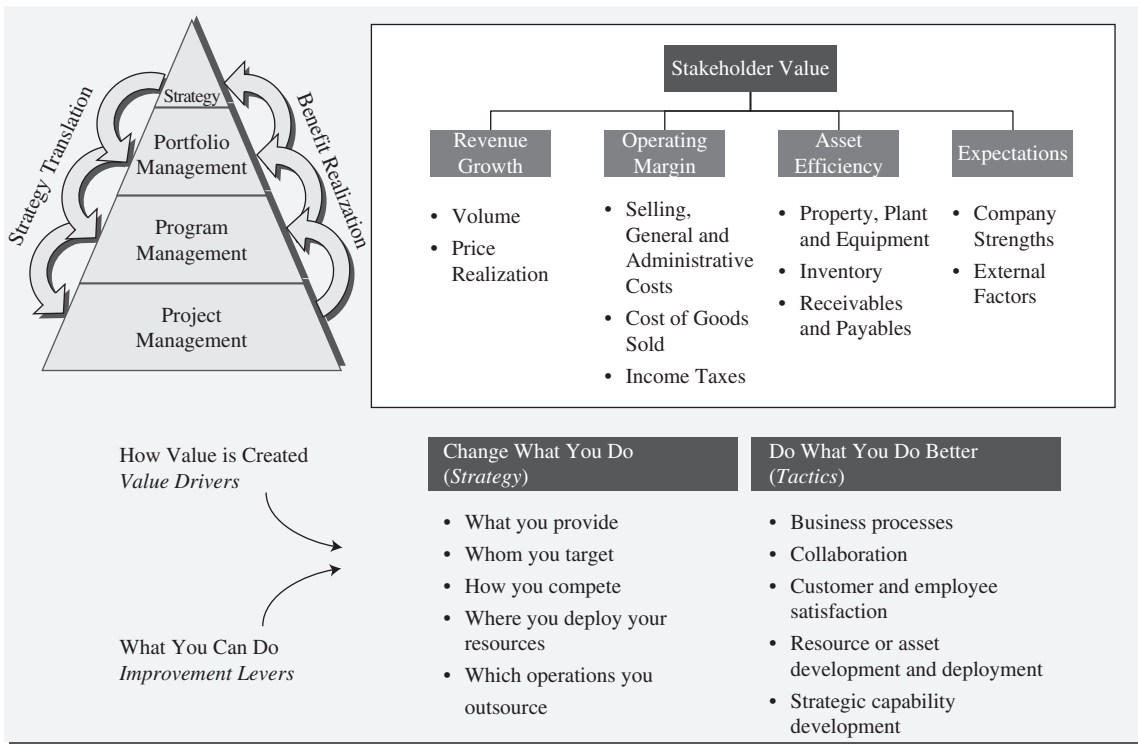 Strategy Translation
Benefit Realization
Strategy
Portfolio
Management
Program
Management
Project
Management
Stakeholder Value
Revenue
Growth
• Volume
• Price
Realization
Operating
Margin
• Selling,
General and
Administrative
Costs
• Cost of Goods
Sold
• Income Taxes
Asset
Efficiency
• Property, Plant
and Equipment
• Inventory
• Receivables
and Payables
Expectations
• Company
Strengths
• External
Factors
How Value is Created
Value Drivers
What You Can Do
Improvement Levers
Change What You Do
(Strategy)
• What you provide
• Whom you target
• How you compete
• Where you deploy your
resources
• Which operations you
outsource
Do What You Do Better
(Tactics)
• Business processes
• Collaboration
• Customer and employee
satisfaction
• Resource or asset
development and deployment
• Strategic capability
development